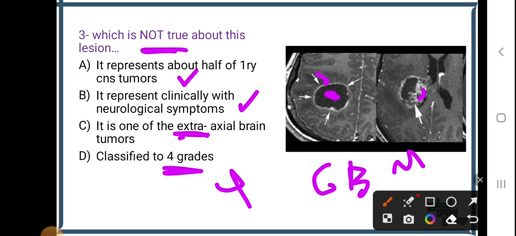 3- which is NOT true about this
lesion...
A) It represents about half of 1ry
cns tumors
B) It represent clinically with
neurological symptoms
C) It is one of the extra- axial brain
tumors
D) Classified to 4 grades
4
GBM